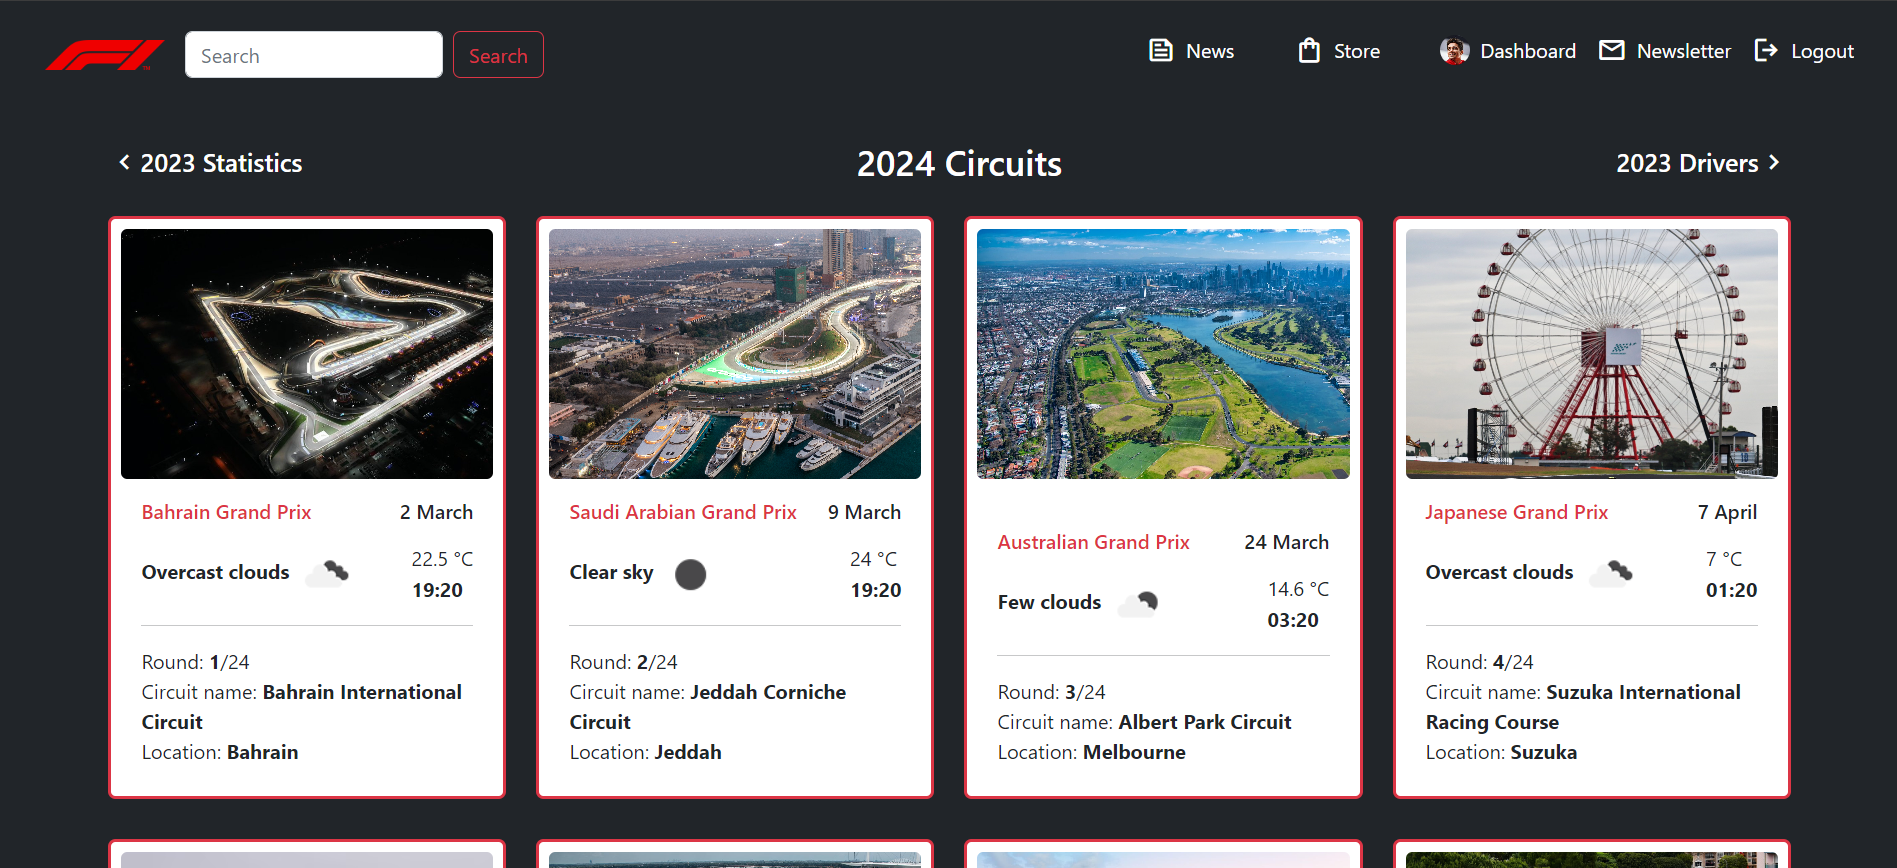 F1
Search
Search
News
Store
Dashboard
Newsletter
Logout
2023 Statistics
2024 Circuits
2023 Drivers
Bahrain Grand Prix
2 March
Overcast clouds
22.5 °C
19:20
Round: 1/24
Circuit name: Bahrain International
Circuit
Location: Bahrain
Saudi Arabian Grand Prix
9 March
Clear sky
24 °C
19:20
Round: 2/24
Circuit name: Jeddah Corniche
Circuit
Location: Jeddah
Australian Grand Prix
24 March
Few clouds
14.6 °C
03:20
Round: 3/24
Circuit name: Albert Park Circuit
Location: Melbourne
Japanese Grand Prix
7 April
Overcast clouds
7 °C
01:20
Round: 4/24
Circuit name: Suzuka International
Racing Course
Location: Suzuka